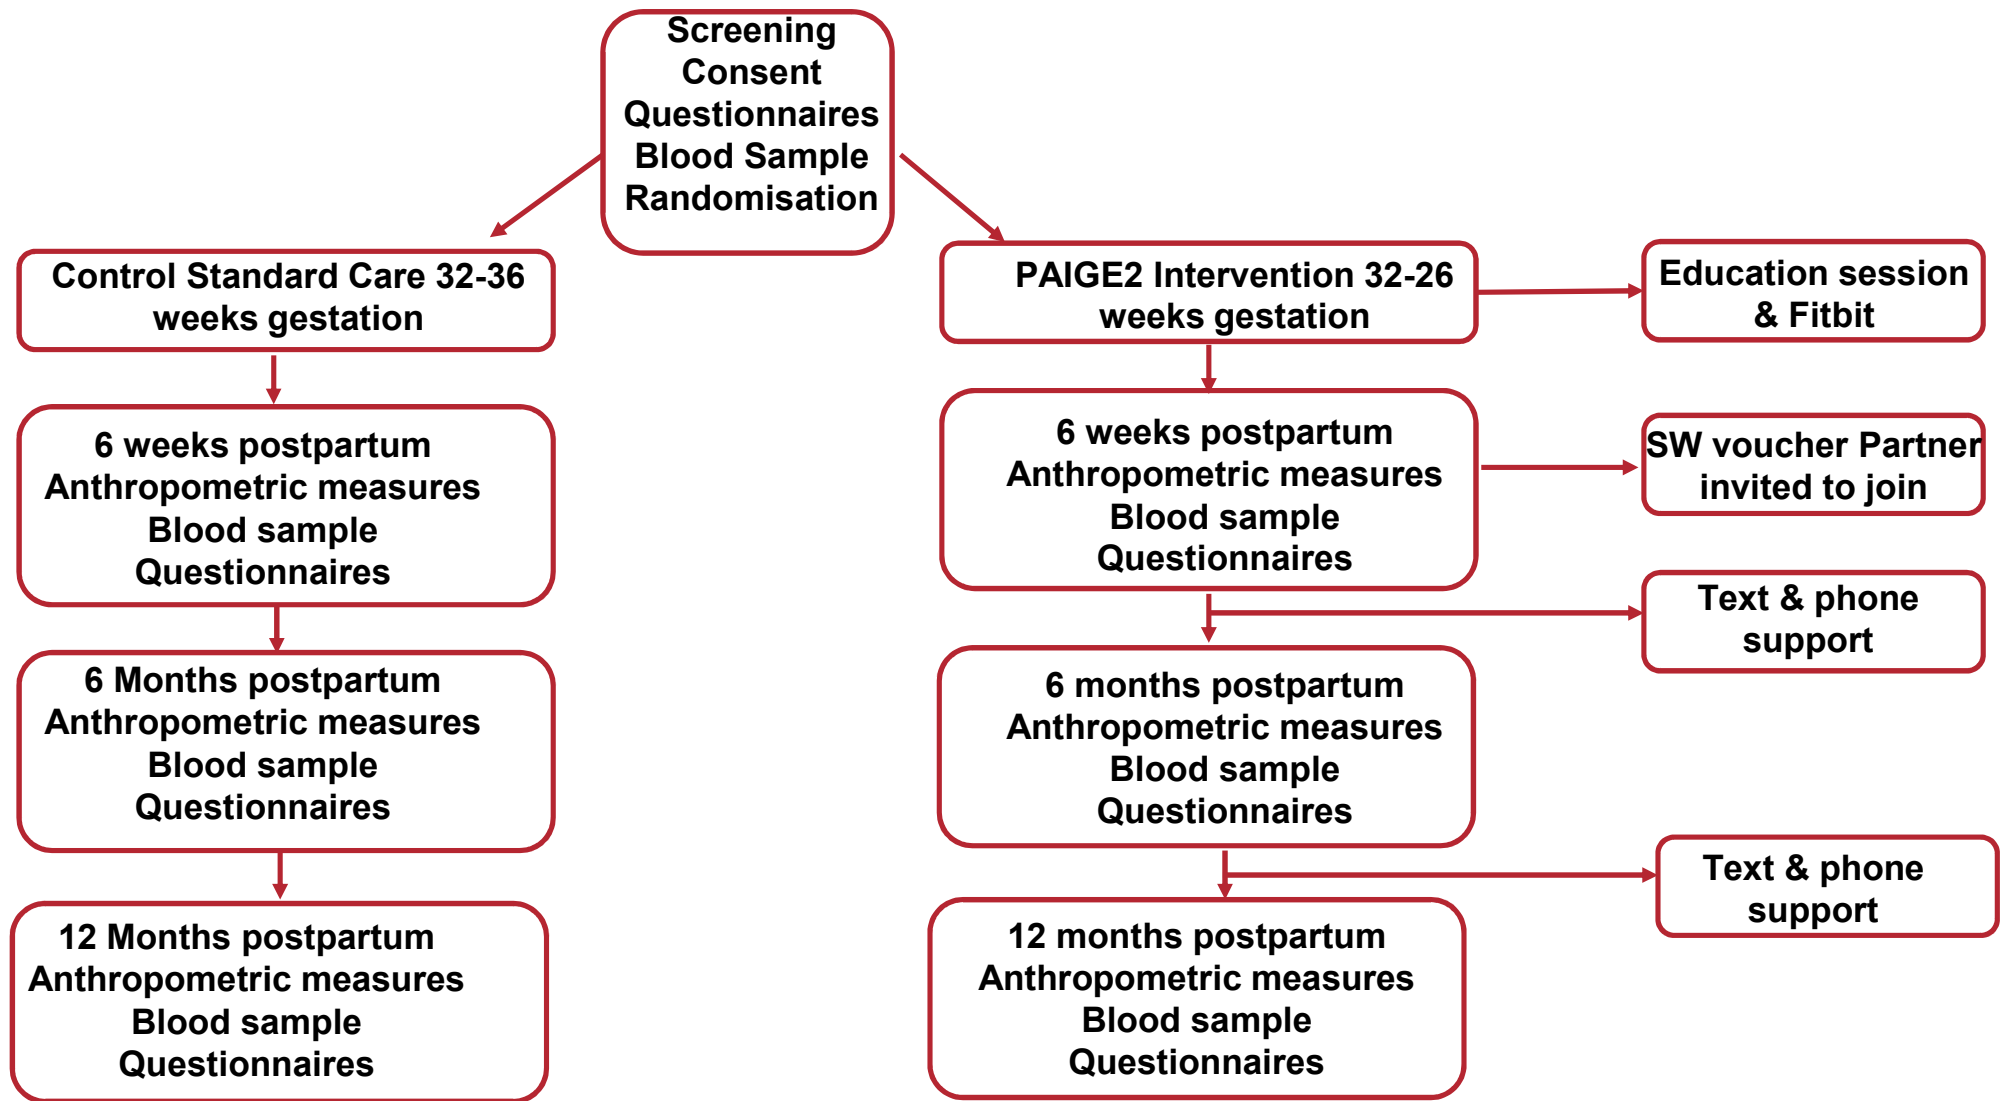 Screening
Consent
Questionnaires
Blood Sample
Randomisation
Control Standard Care 32-36
weeks gestation
PAIGE2 Intervention 32-26
weeks gestation
Education session
& Fitbit
6 weeks postpartum
Anthropometric measures
Blood sample
Questionnaires
6 weeks postpartum
Anthropometric measures
Blood sample
Questionnaires
SW voucher Partner
invited to join
Text & phone
support
6 Months postpartum
Anthropometric measures
Blood sample
Questionnaires
6 months postpartum
Anthropometric measures
Blood sample
Questionnaires
Text & phone
support
12 Months postpartum
Anthropometric measures
Blood sample
Questionnaires
12 months postpartum
Anthropometric measures
Blood sample
Questionnaires